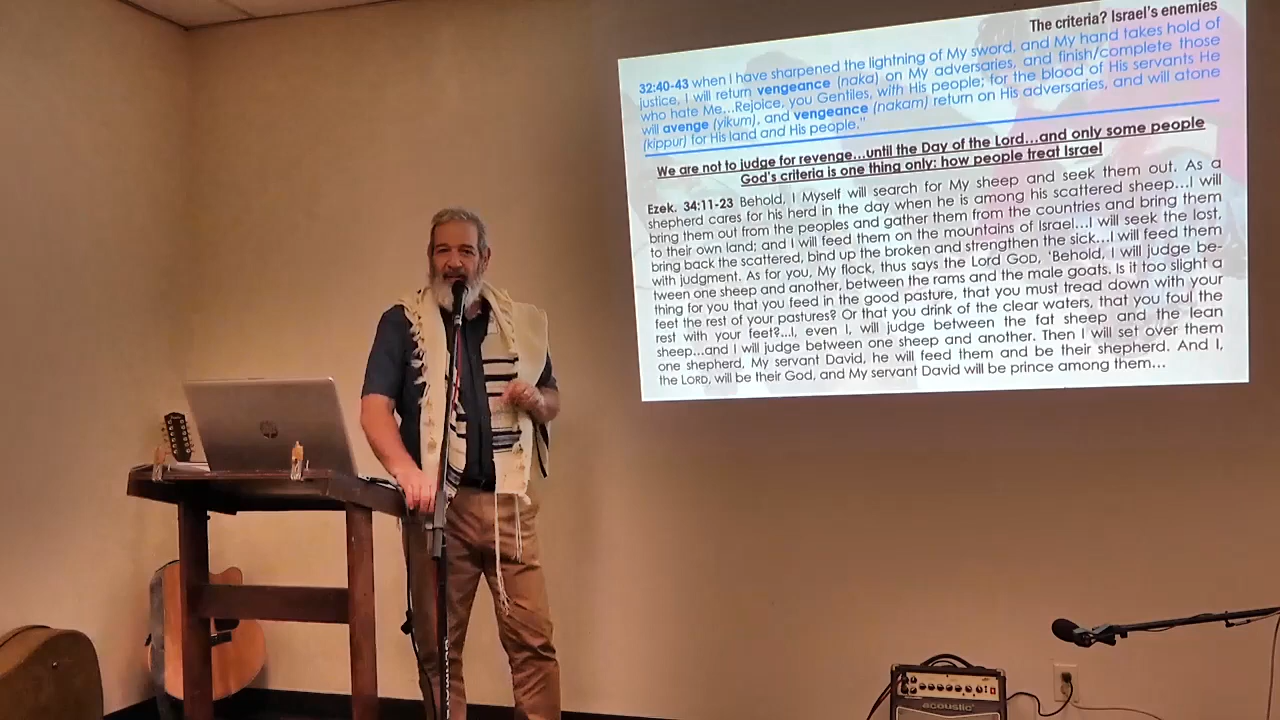 The criteria? Israel's enemies
32:40-43 when I have sharpened the lightning of My sword, and My hand takes hold of
justice, I will return vengeance (naka) on My adversaries, and finish/complete those
who hate Me...Rejoice, you Gentiles, with His people; for the blood of His servants He
will avenge (yikum), and vengeance (nakam) return on His adversaries, and will atone
(kippur) for His land and His people."
We are not to judge for revenge...until the Day of the Lord...and only some people
God's criteria is one thing only: how people treat Israel
Ezek. 34:11-23 Behold, I Myself will search for My sheep and seek them out. As a
shepherd cares for his herd in the day when he is among his scattered sheep...I will
bring them out from the peoples and gather them from the countries and bring them
to their own land; and I will feed them on the mountains of Israel...I will seek the lost,
bring back the scattered, bind up the broken and strengthen the sick...I will feed them
with judgment. As for you, My flock, thus says the Lord GOD, 'Behold, I will judge be-
tween one sheep and another, between the rams and the male goats. Is it too slight a
thing for you that you feed in the good pasture, that you must tread down with your
feet the rest of your pastures? Or that you drink of the clear waters, that you foul the
rest with your feet?...I, even I, will judge between the fat sheep and the lean
sheep...and I will judge between one sheep and another. Then I will set over them
one shepherd, My servant David, he will feed them and be their shepherd. And I,
the LORD, will be their God, and My servant David will be prince among them...
hp
acoustic